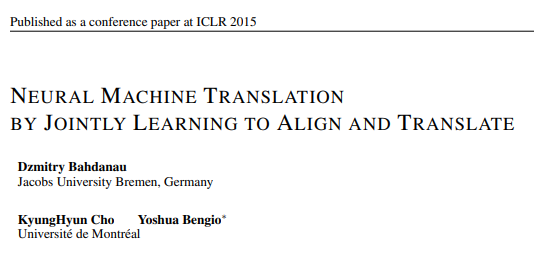 Published as a conference paper at ICLR 2015
NEURAL MACHINE TRANSLATION
BY JOINTLY LEARNING TO ALIGN AND TRANSLATE
Dzmitry Bahdanau
Jacobs University Bremen, Germany
KyungHyun Cho Yoshua Bengio*
Université de Montréal